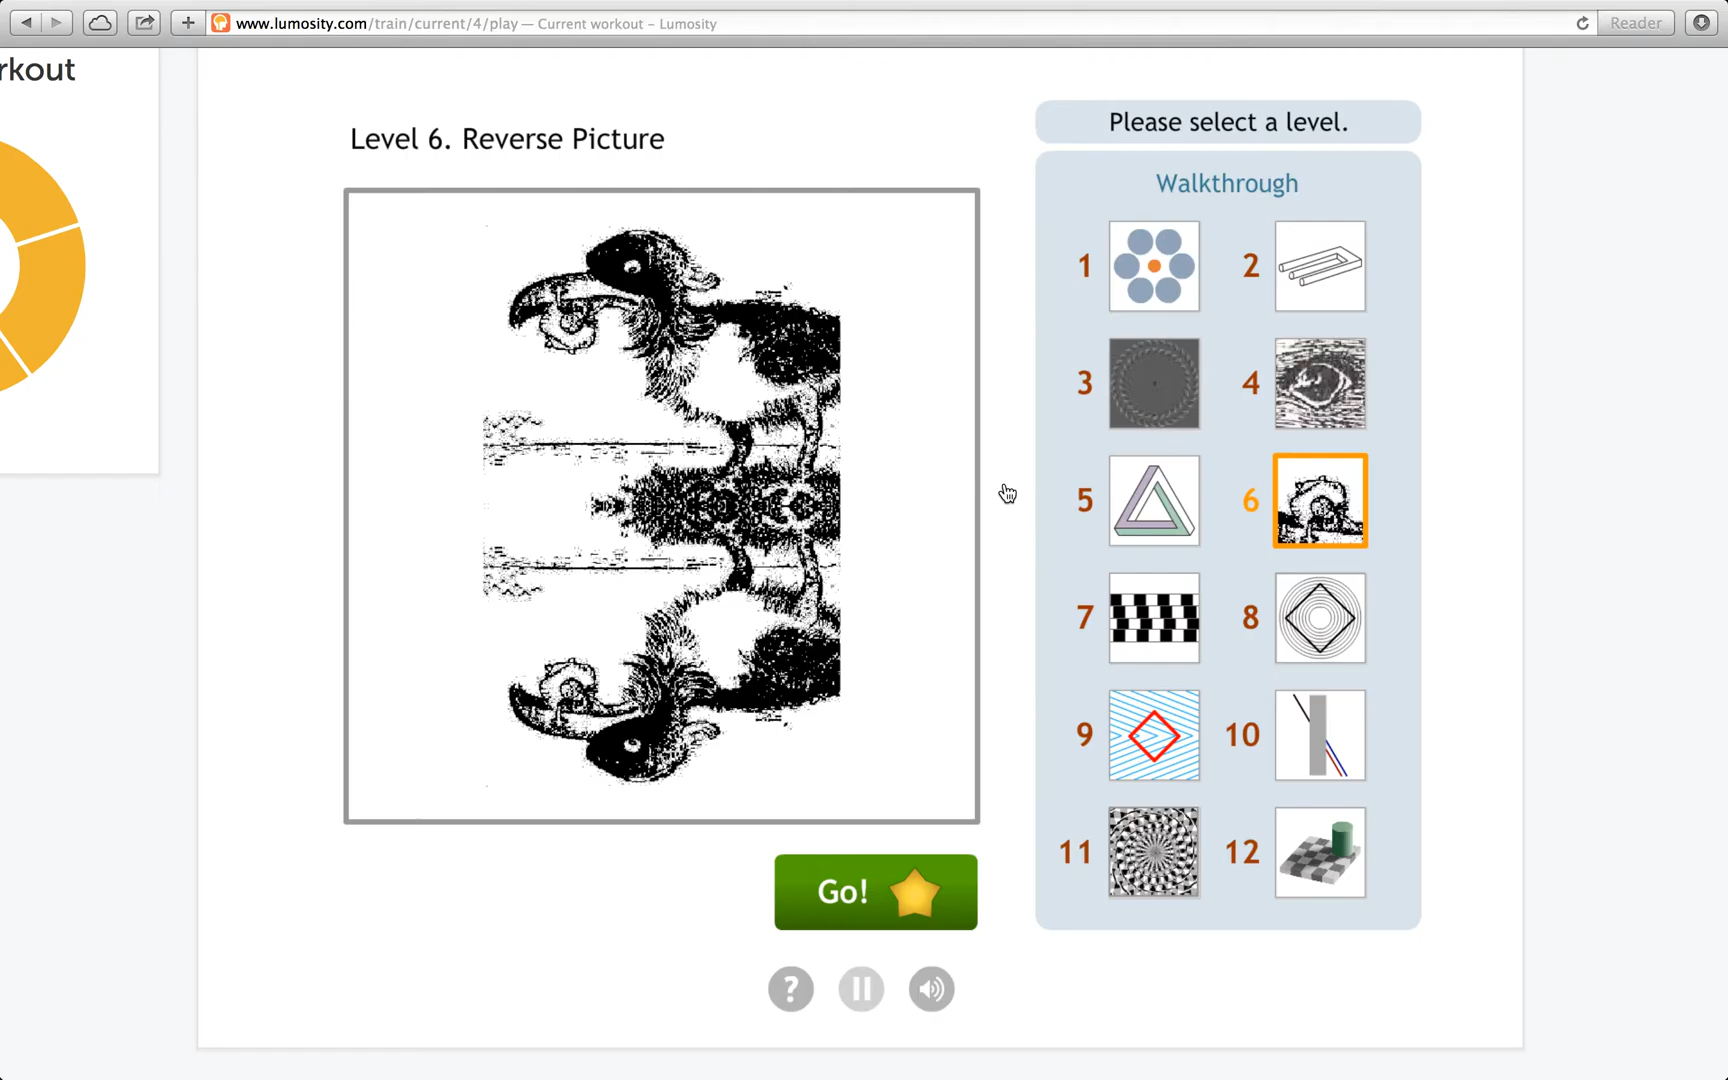 www.lumosity.com/train/current/4/play — Current workout – Lumosity
Reader
rkout
Level 6. Reverse Picture
Please select a level.
Walkthrough
1
2
3
4
5
6
7
8
9
10
11
12
Go!
?